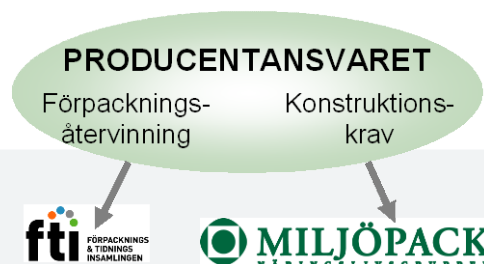 PRODUCENTANSVARET
Förpacknings-
återvinning
Konstruktions-
krav
fti FÖRPACKNINGS
& TIDNINGS
INSAMLINGEN
MILJÖPACK